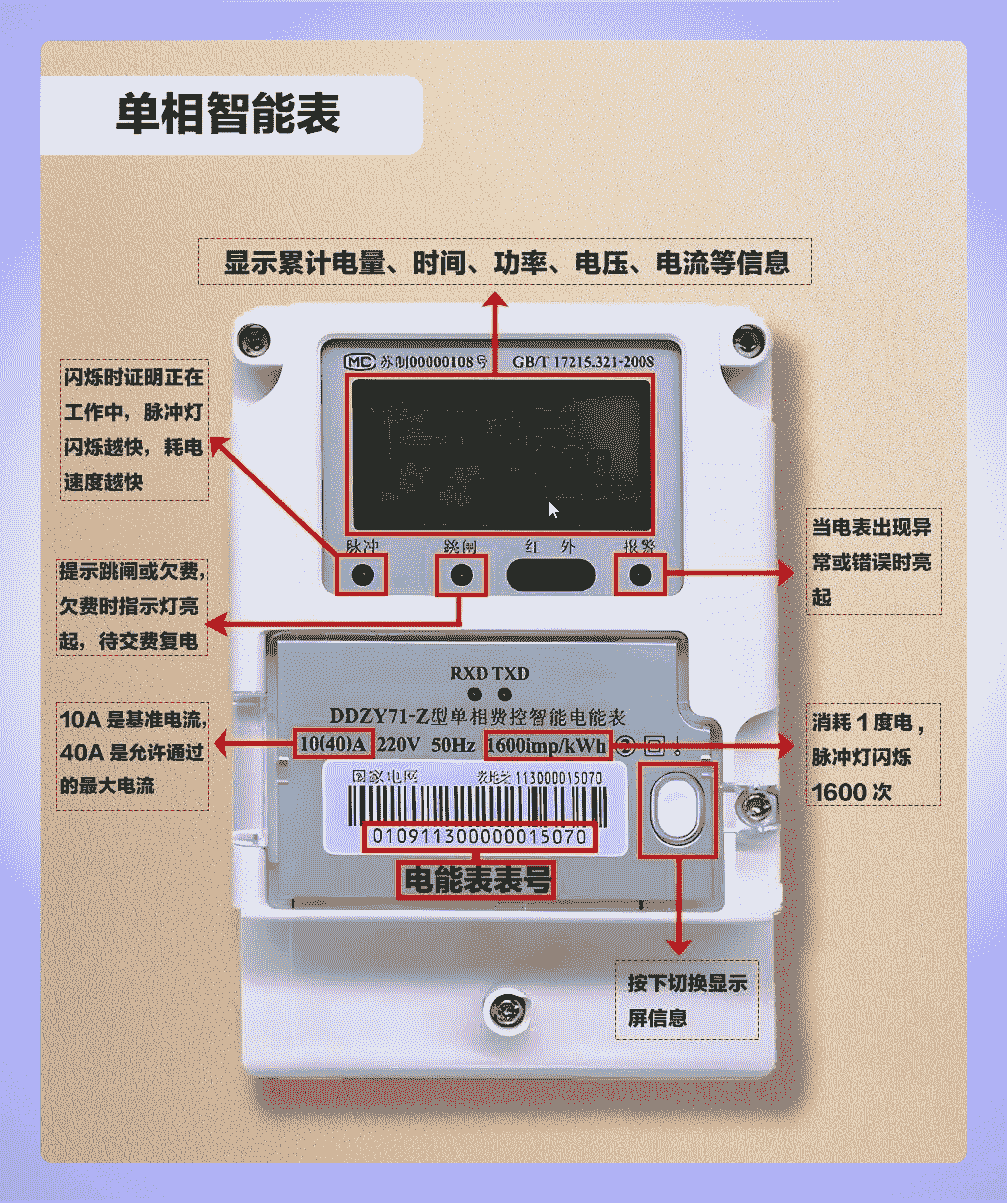 单相智能表
显示累计电量、时间、功率、电压、电流等信息
MC 苏制00000108号 GB/T 17215.321-2008
闪烁时证明正在
工作中，脉冲灯
闪烁越快，耗电
速度越快
脉冲 跳闸 红 外 报警
当电表出现异
常或错误时亮
起
提示跳闸或欠费，
欠费时指示灯亮
起，待交费复电
RXD TXD
DDZY71-Z型单相费控智能电能表
10(40)A 220V 50Hz 1600imp/kWh ②
10A 是基准电流，
40A 是允许通过
的最大电流
消耗 1 度电，
脉冲灯闪烁
1600 次
国家电网 表地址 113000015070
010911300000015070
电能表表号
按下切换显示
屏信息